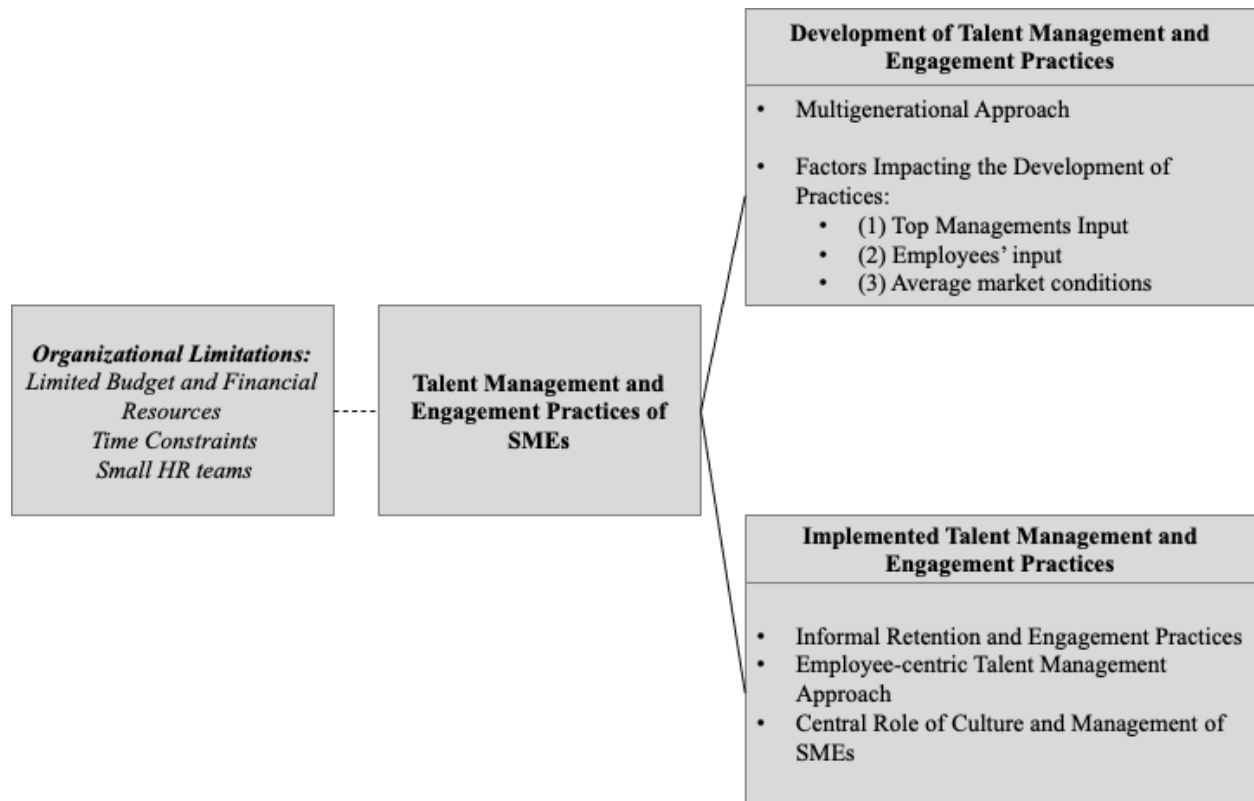 Organizational Limitations:
Limited Budget and Financial
Resources
Time Constraints
Small HR teams
Talent Management and
Engagement Practices of
SMEs
Development of Talent Management and
Engagement Practices
• Multigenerational Approach
• Factors Impacting the Development of
Practices:
• (1) Top Managements Input
• (2) Employees’ input
• (3) Average market conditions
Implemented Talent Management and
Engagement Practices
• Informal Retention and Engagement Practices
• Employee-centric Talent Management
Approach
• Central Role of Culture and Management of
SMEs